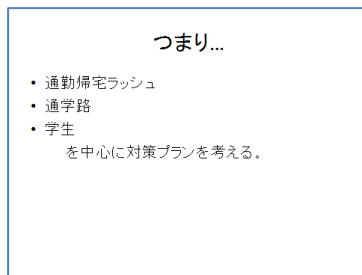 つまり...
• 通勤帰宅ラッシュ
• 通学路
• 学生
を中心に対策プランを考える。